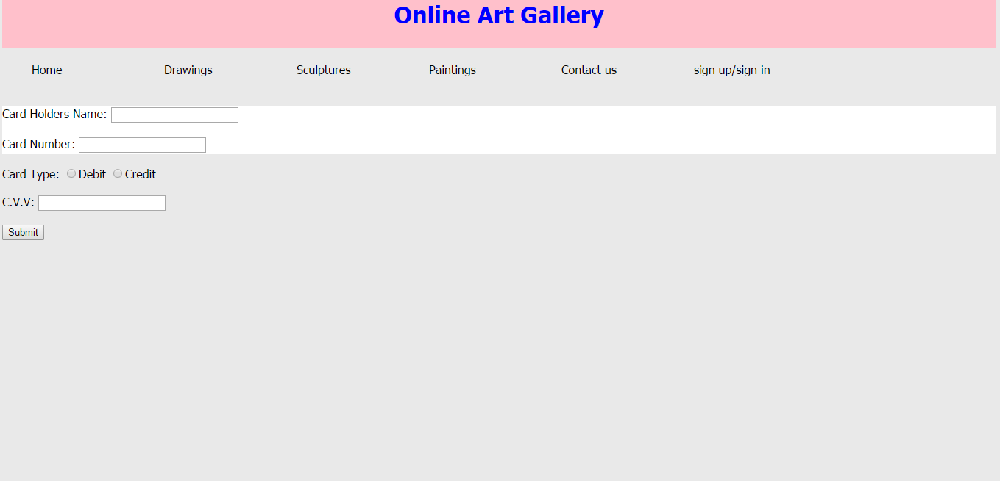 Online Art Gallery
Home Drawings Sculptures Paintings Contact us sign up/sign in
Card Holders Name:
Card Number:
Card Type: Debit Credit
C.V.V:
Submit